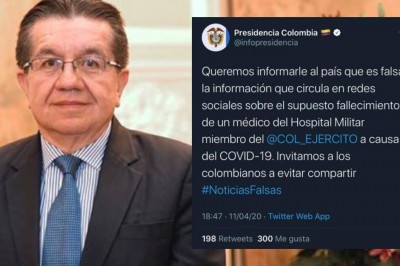 Presidencia Colombia 🇨🇴
@infopresidencia
Queremos informarle al país que es falsa
la información que circula en redes
sociales sobre el supuesto fallecimiento
de un médico del Hospital Militar
miembro del @COL_EJERCITO a causa
del COVID-19. Invitamos a los
colombianos a evitar compartir
#NoticiasFalsas
18:47 · 11/04/20 · Twitter Web App
198 Retweets 300 Me gusta